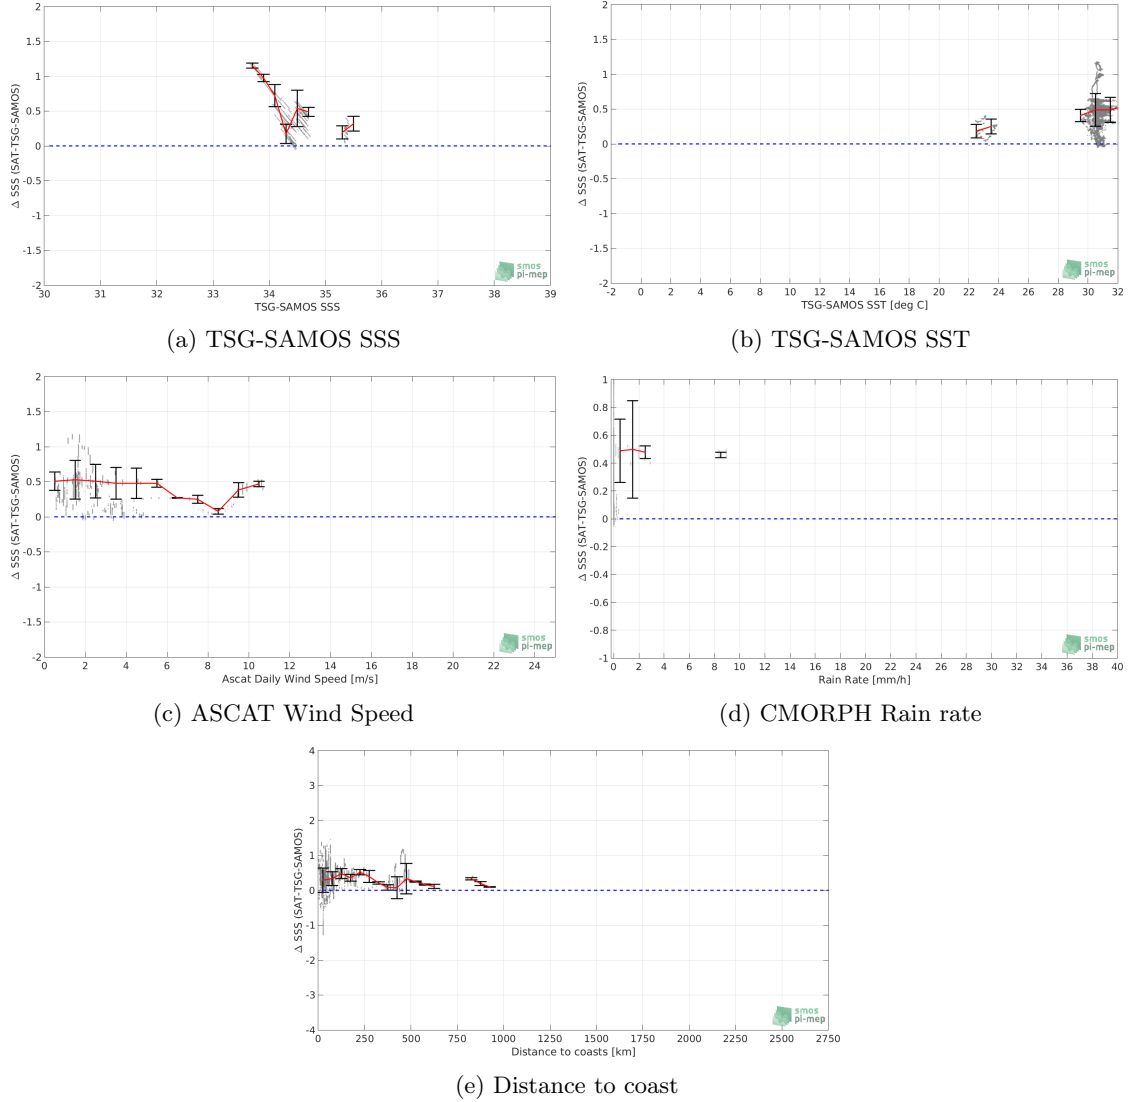 2
1.5
1
0.5
0
-0.5
-1
-1.5
-2
Δ SSS (SAT-TSG-SAMOS)
30 31 32 33 34 35 36 37 38 39
TSG-SAMOS SSS
smos
pi-mep
(a) TSG-SAMOS SSS
2
1.5
1
0.5
0
-0.5
-1
-1.5
-2
Δ SSS (SAT-TSG-SAMOS)
-2 0 2 4 6 8 10 12 14 16 18 20 22 24 26 28 30 32
TSG-SAMOS SST [deg C]
smos
pi-mep
(b) TSG-SAMOS SST
2
1.5
1
0.5
0
-0.5
-1
-1.5
-2
Δ SSS (SAT-TSG-SAMOS)
0 2 4 6 8 10 12 14 16 18 20 22 24
Ascat Daily Wind Speed [m/s]
smos
pi-mep
(c) ASCAT Wind Speed
1
0.8
0.6
0.4
0.2
0
-0.2
-0.4
-0.6
-0.8
-1
Δ SSS (SAT-TSG-SAMOS)
0 2 4 6 8 10 12 14 16 18 20 22 24 26 28 30 32 34 36 38 40
Rain Rate [mm/h]
smos
pi-mep
(d) CMORPH Rain rate
4
3
2
1
0
-1
-2
-3
-4
Δ SSS (SAT-TSG-SAMOS)
0 250 500 750 1000 1250 1500 1750 2000 2250 2500 2750
Distance to coasts [km]
smos
pi-mep
(e) Distance to coast